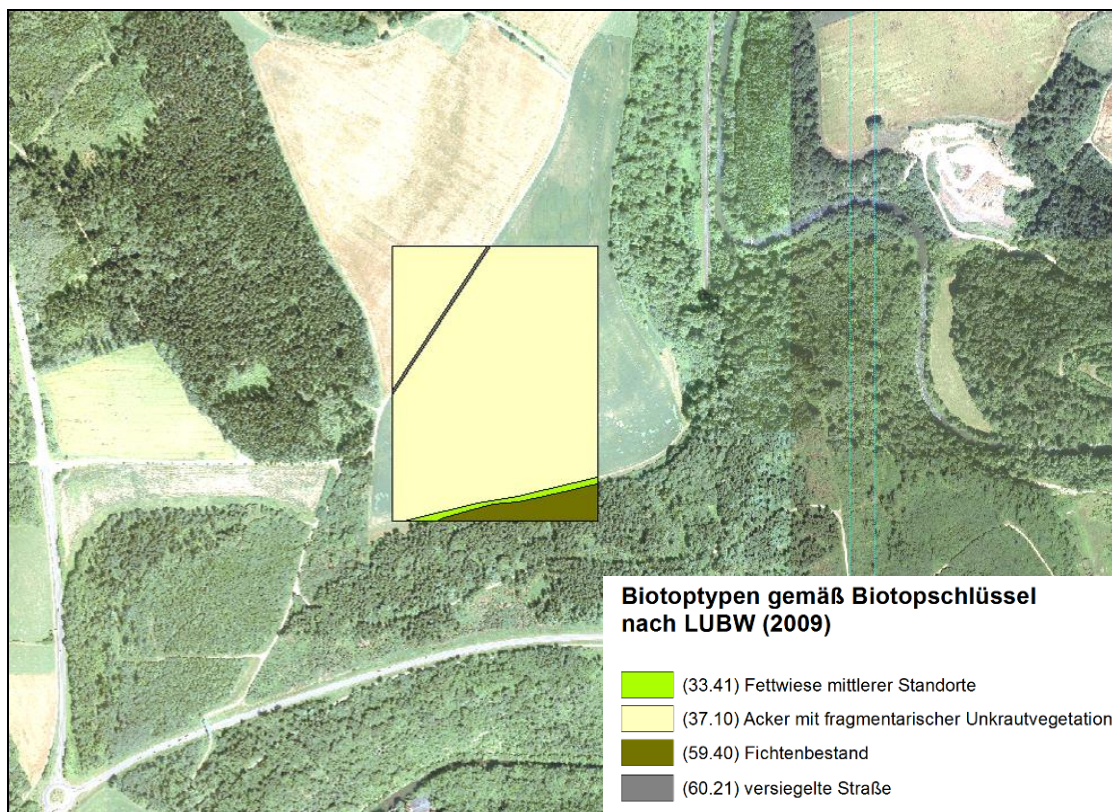 Biotoptypen gemäß Biotopschlüssel
nach LUBW (2009)
(33.41) Fettwiese mittlerer Standorte
(37.10) Acker mit fragmentarischer Unkrautvegetation
(59.40) Fichtenbestand
(60.21) versiegelte Straße